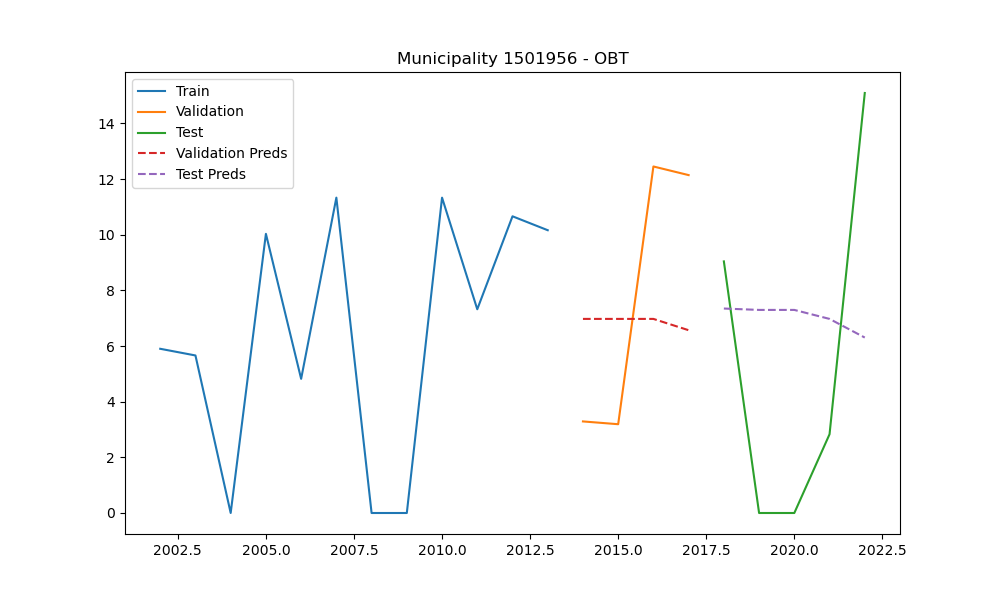 Municipality 1501956 - OBT
Train
Validation
Test
Validation Preds
Test Preds
14
12
10
8
6
4
2
0
2002.5 2005.0 2007.5 2010.0 2012.5 2015.0 2017.5 2020.0 2022.5